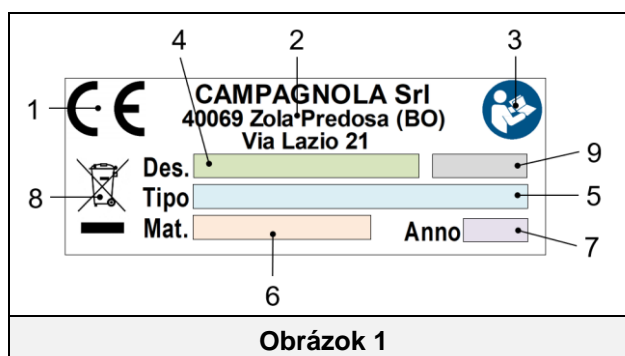 4 2 3
1 CE CAMPAGNOLA Srl
40069 Zola Predosa (BO)
Via Lazio 21
Des. 9
8 Tipo 5
Mat. Anno 7
6
Obrázok 1